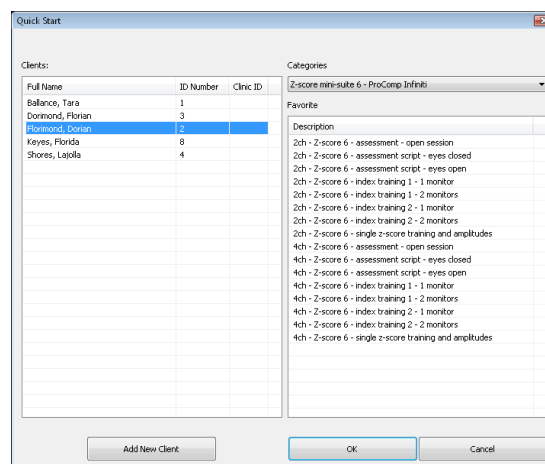 Quick Start
Clients:
Full Name ID Number Clinic ID
Ballance, Tara 1
Dorimond, Florian 3
Florimond, Dorian 2
Keyes, Florida 8
Shores, Lajolla 4
Categories
Z-score mini-suite 6 - ProComp Infiniti
Favorite
Description
2ch - Z-score 6 - assessment - open session
2ch - Z-score 6 - assessment script - eyes closed
2ch - Z-score 6 - assessment script - eyes open
2ch - Z-score 6 - index training 1 - 1 monitor
2ch - Z-score 6 - index training 1 - 2 monitors
2ch - Z-score 6 - index training 2 - 1 monitor
2ch - Z-score 6 - index training 2 - 2 monitors
2ch - Z-score 6 - single z-score training and amplitudes
4ch - Z-score 6 - assessment - open session
4ch - Z-score 6 - assessment script - eyes closed
4ch - Z-score 6 - assessment script - eyes open
4ch - Z-score 6 - index training 1 - 1 monitor
4ch - Z-score 6 - index training 1 - 2 monitors
4ch - Z-score 6 - index training 2 - 1 monitor
4ch - Z-score 6 - index training 2 - 2 monitors
4ch - Z-score 6 - single z-score training and amplitudes
Add New Client OK Cancel